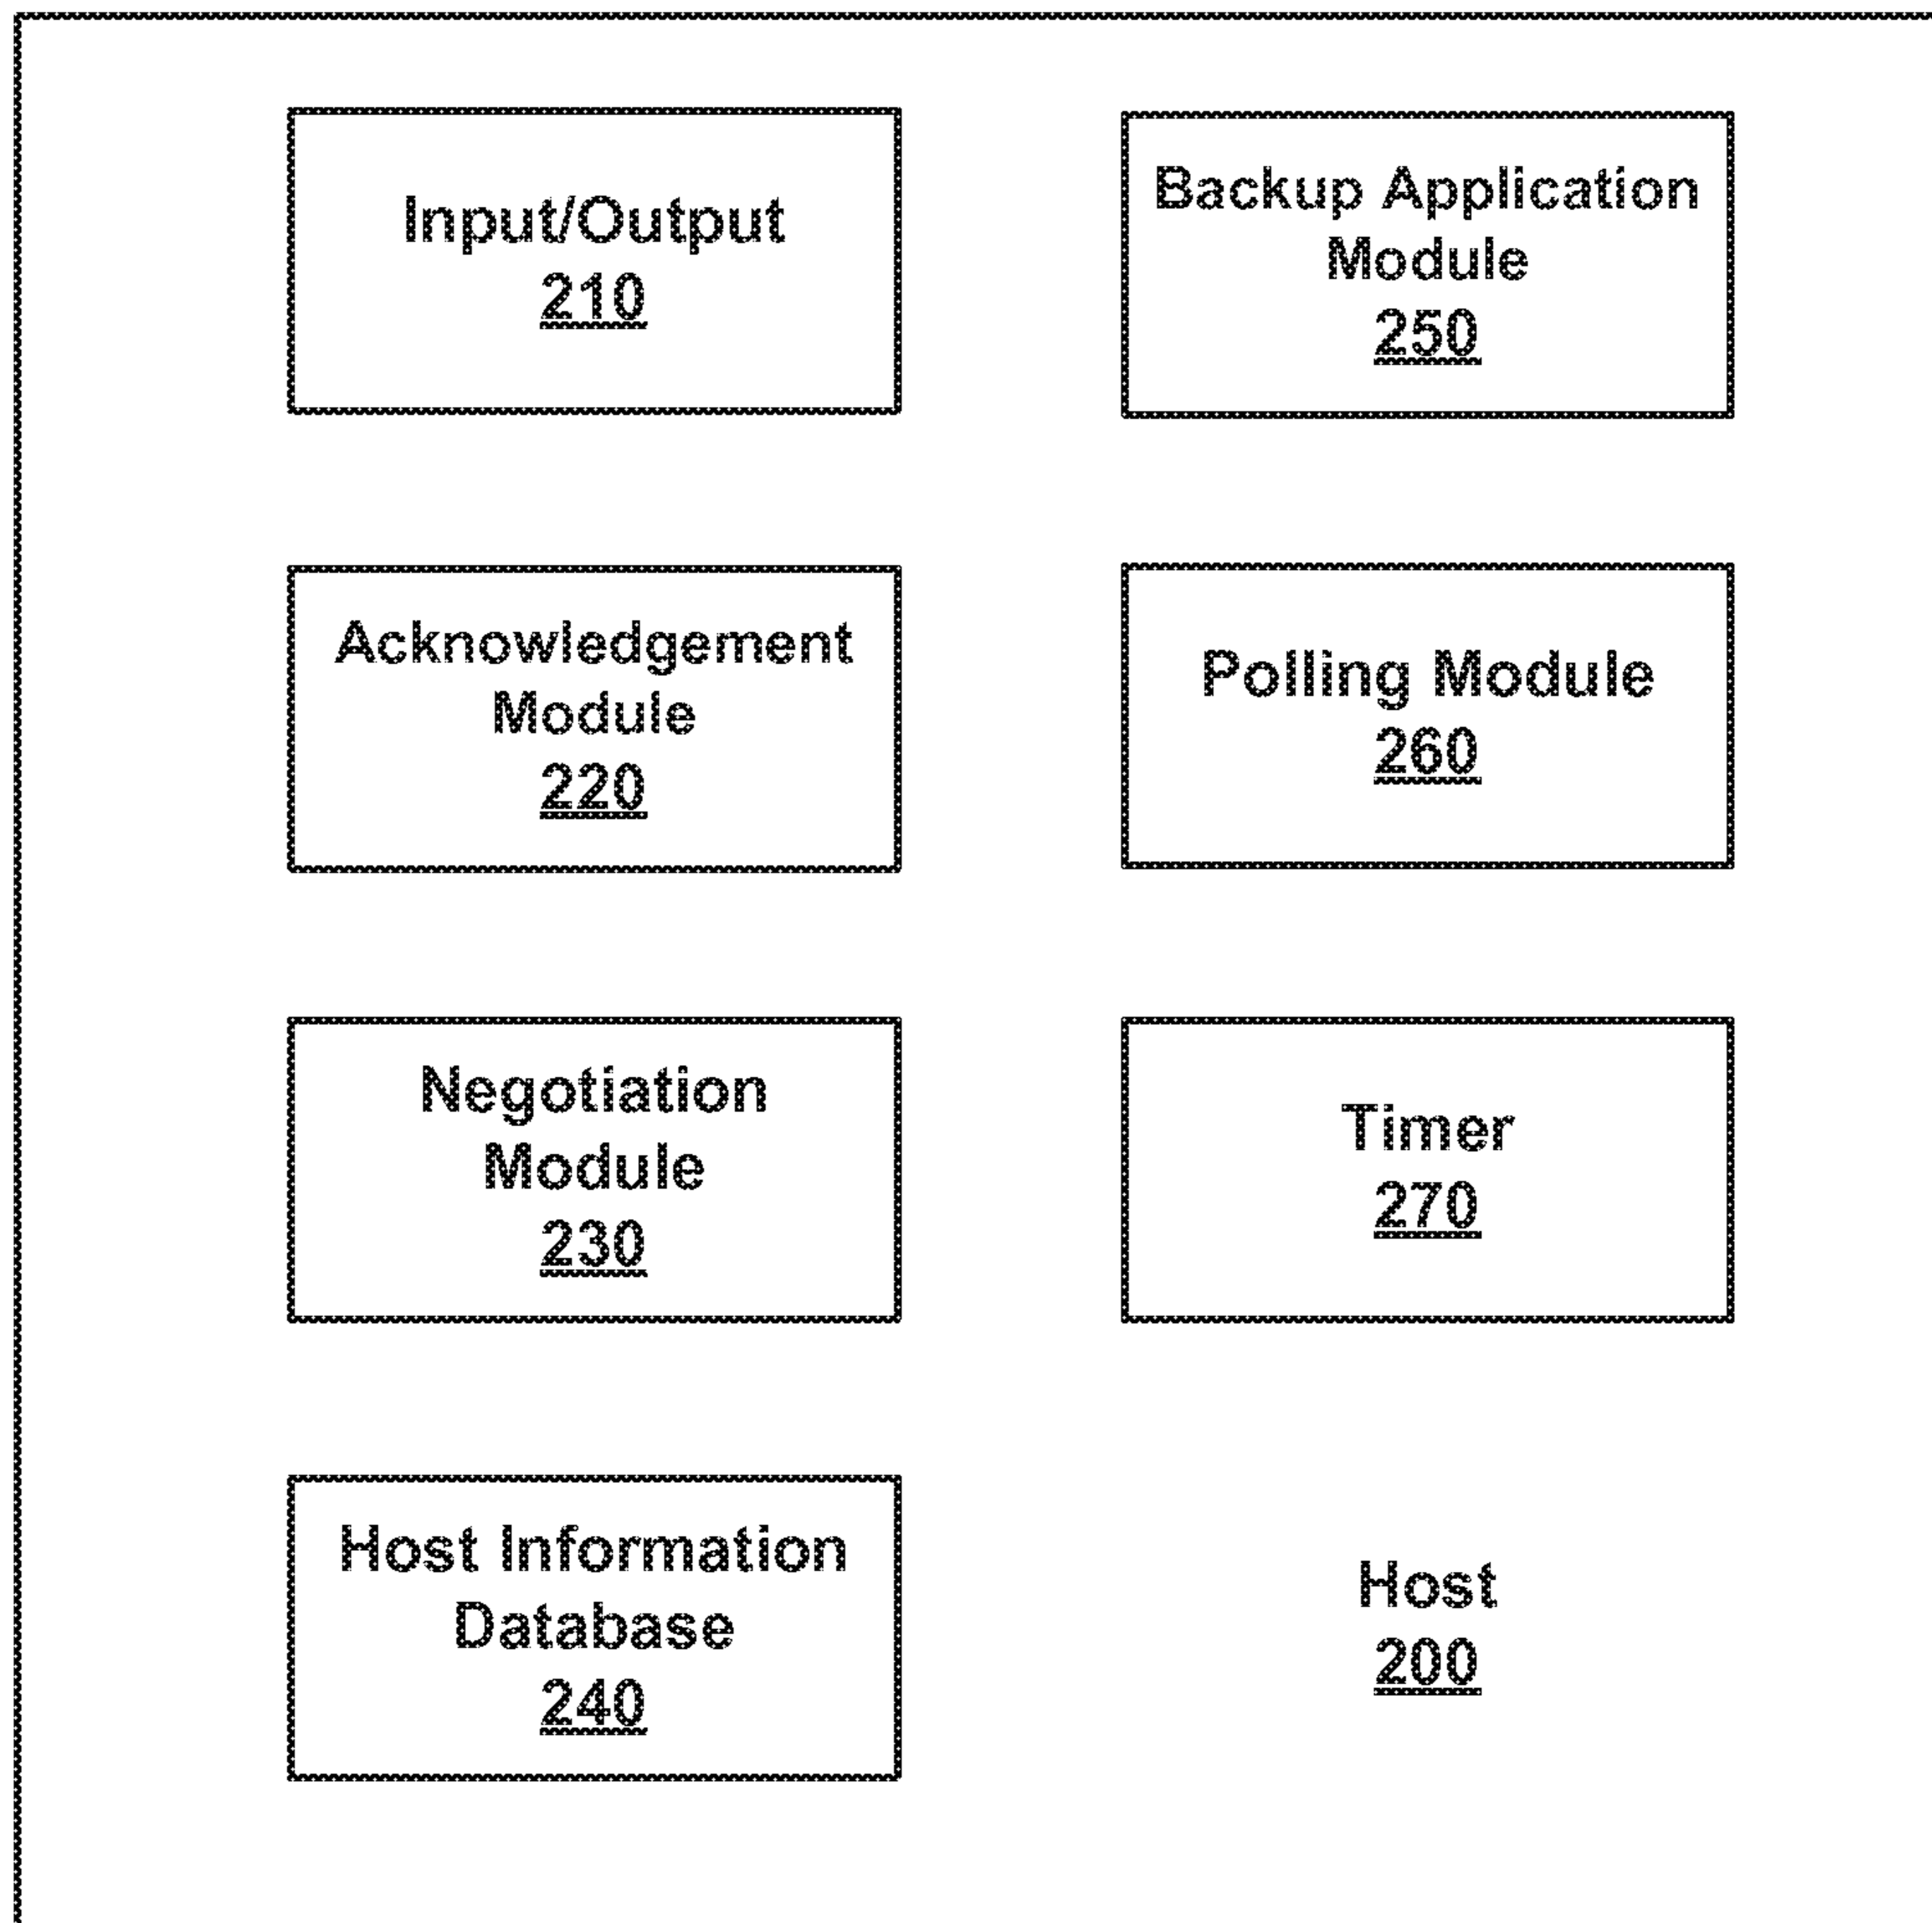 Input/Output
210
Backup Application
Module
250
Acknowledgement
Module
220
Polling Module
260
Negotiation
Module
230
Timer
270
Host Information
Database
240
Host
200